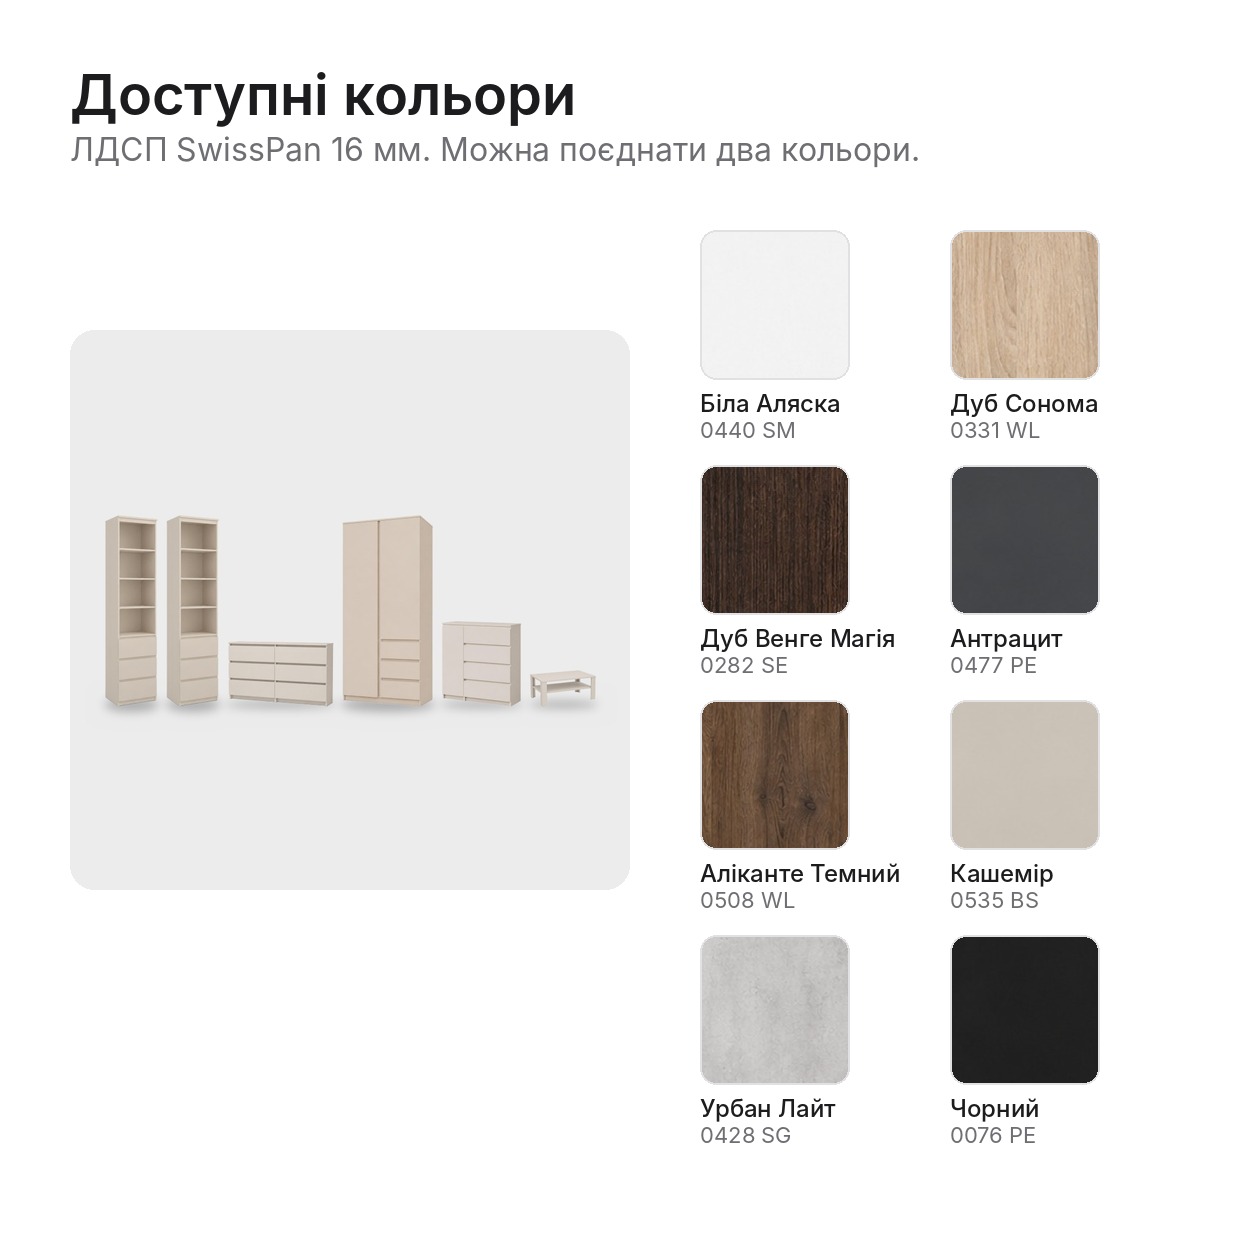 Доступні кольори
ЛДСП SwissPan 16 мм. Можна поєднати два кольори.
Біла Аляска
0440 SM
Дуб Сонома
0331 WL
Дуб Венге Магія
0282 SE
Антрацит
0477 PE
Аліканте Темний
0508 WL
Кашемір
0535 BS
Урбан Лайт
0428 SG
Чорний
0076 PE